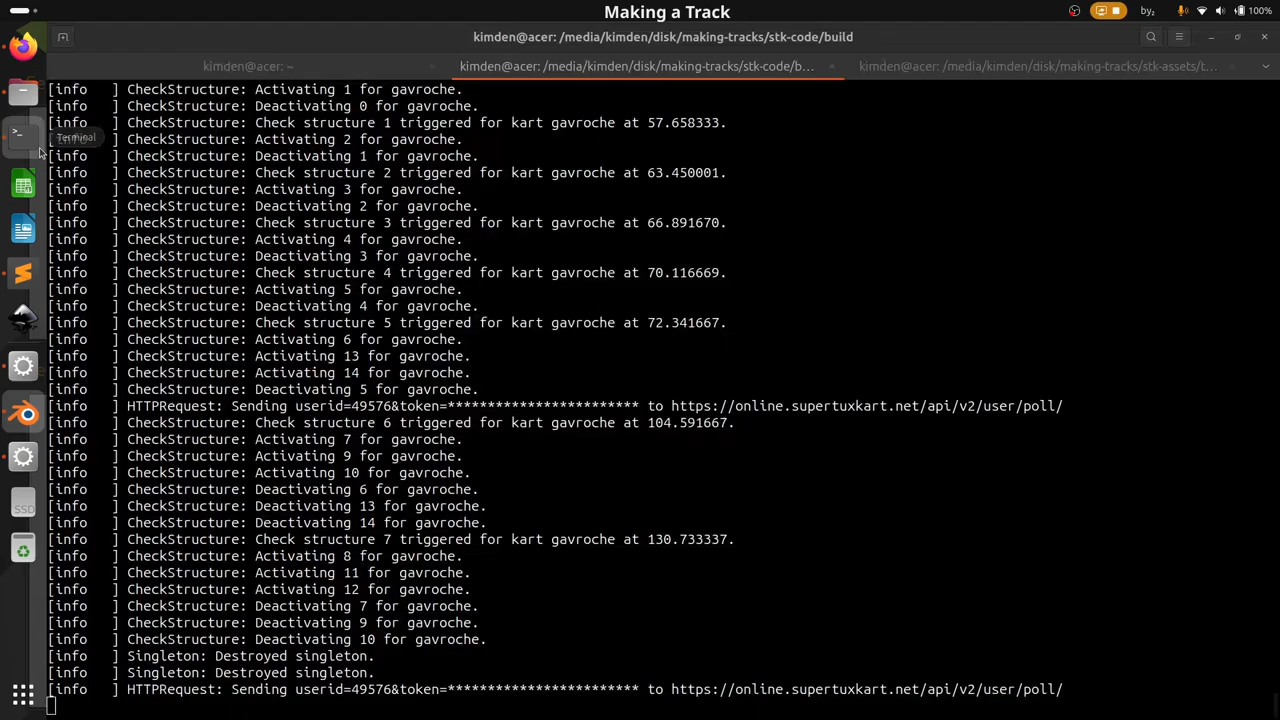 Making a Track
by₂
100%
kimden@acer: /media/kimden/disk/making-tracks/stk-code/build
kimden@acer: ~
kimden@acer: /media/kimden/disk/making-tracks/stk-code/b...
kimden@acer: /media/kimden/disk/making-tracks/stk-assets/t...
[info   ] CheckStructure: Activating 1 for gavroche.
[info   ] CheckStructure: Deactivating 0 for gavroche.
[info   ] CheckStructure: Check structure 1 triggered for kart gavroche at 57.658333.
Terminal
[info   ] CheckStructure: Activating 2 for gavroche.
[info   ] CheckStructure: Deactivating 1 for gavroche.
[info   ] CheckStructure: Check structure 2 triggered for kart gavroche at 63.450001.
[info   ] CheckStructure: Activating 3 for gavroche.
[info   ] CheckStructure: Deactivating 2 for gavroche.
[info   ] CheckStructure: Check structure 3 triggered for kart gavroche at 66.891670.
[info   ] CheckStructure: Activating 4 for gavroche.
[info   ] CheckStructure: Deactivating 3 for gavroche.
[info   ] CheckStructure: Check structure 4 triggered for kart gavroche at 70.116669.
[info   ] CheckStructure: Activating 5 for gavroche.
[info   ] CheckStructure: Deactivating 4 for gavroche.
[info   ] CheckStructure: Check structure 5 triggered for kart gavroche at 72.341667.
[info   ] CheckStructure: Activating 6 for gavroche.
[info   ] CheckStructure: Activating 13 for gavroche.
[info   ] CheckStructure: Activating 14 for gavroche.
[info   ] CheckStructure: Deactivating 5 for gavroche.
[info   ] HTTPRequest: Sending userid=49576&token=************************ to https://online.supertuxkart.net/api/v2/user/poll/
[info   ] CheckStructure: Check structure 6 triggered for kart gavroche at 104.591667.
[info   ] CheckStructure: Activating 7 for gavroche.
[info   ] CheckStructure: Activating 9 for gavroche.
[info   ] CheckStructure: Activating 10 for gavroche.
[info   ] CheckStructure: Deactivating 6 for gavroche.
[info   ] CheckStructure: Deactivating 13 for gavroche.
[info   ] CheckStructure: Deactivating 14 for gavroche.
[info   ] CheckStructure: Check structure 7 triggered for kart gavroche at 130.733337.
[info   ] CheckStructure: Activating 8 for gavroche.
[info   ] CheckStructure: Activating 11 for gavroche.
[info   ] CheckStructure: Activating 12 for gavroche.
[info   ] CheckStructure: Deactivating 7 for gavroche.
[info   ] CheckStructure: Deactivating 9 for gavroche.
[info   ] CheckStructure: Deactivating 10 for gavroche.
[info   ] Singleton: Destroyed singleton.
[info   ] Singleton: Destroyed singleton.
[info   ] HTTPRequest: Sending userid=49576&token=************************ to https://online.supertuxkart.net/api/v2/user/poll/
SSD